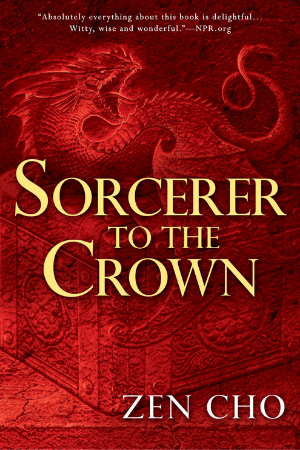 "Absolutely everything about this book is delightful...
Witty, wise and wonderful."—NPR.org
SORCERER
TO THE
CROWN
ZEN CHO